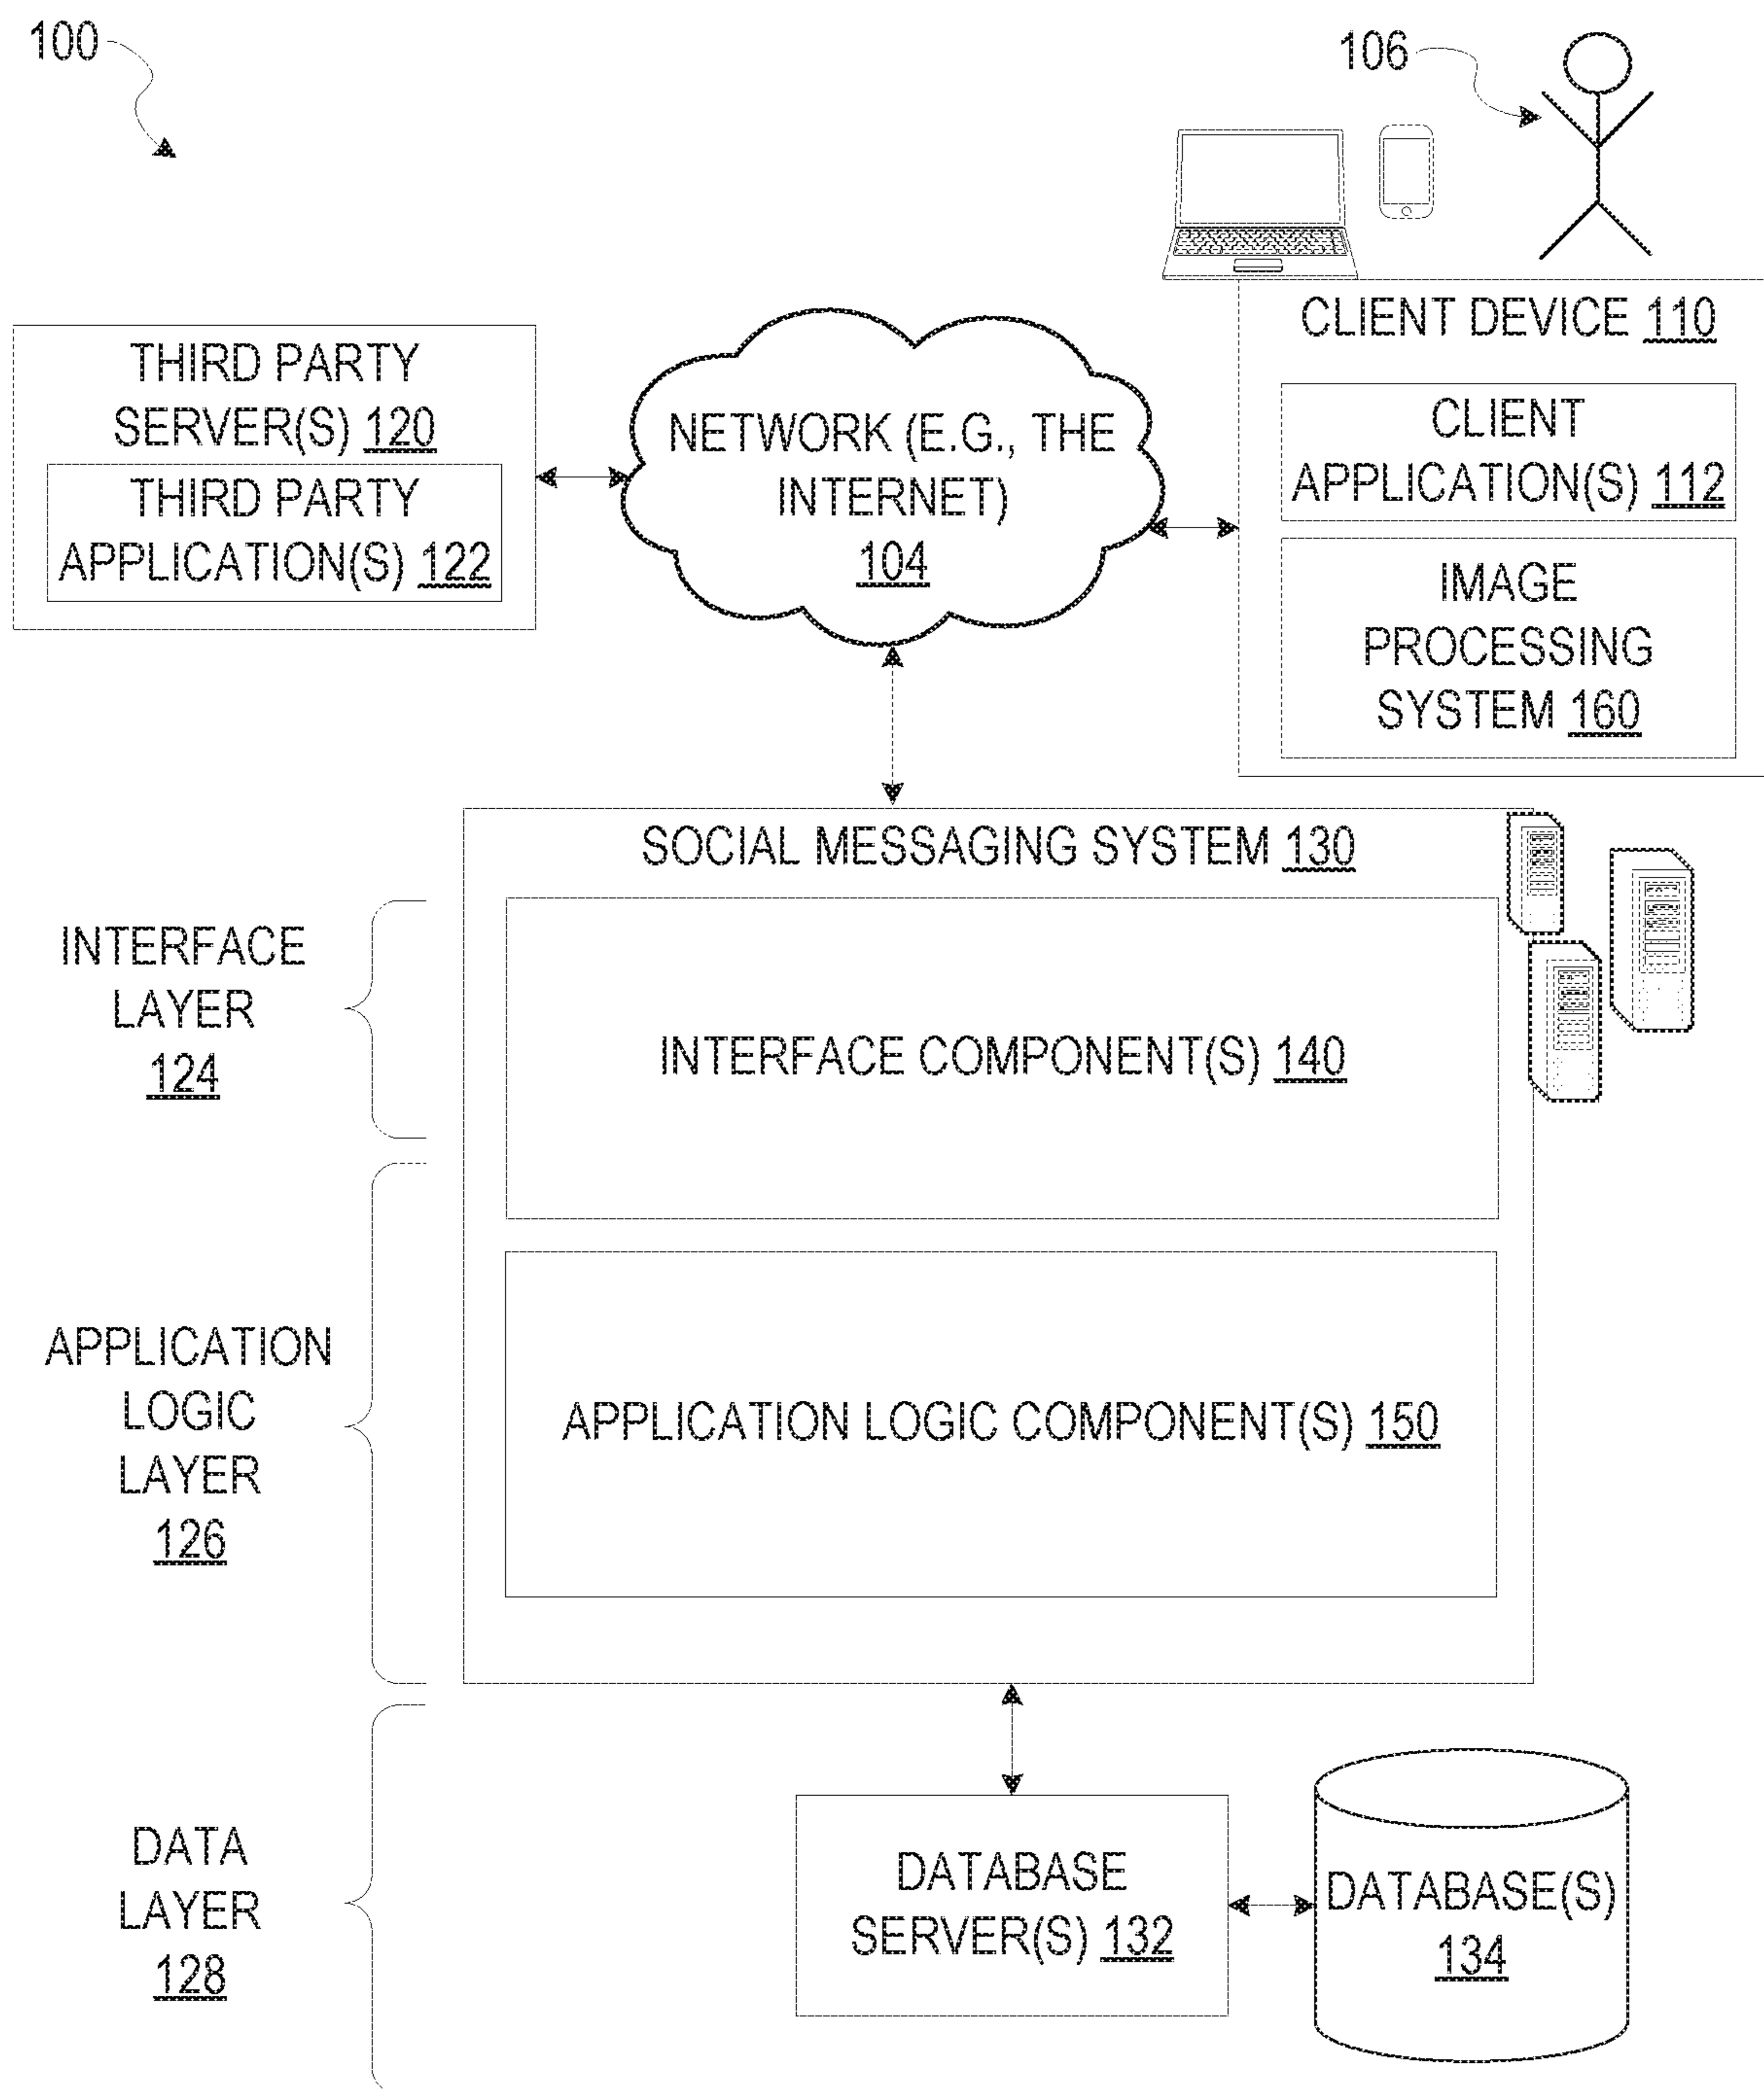 100
106
THIRD PARTY
SERVER(S) 120
THIRD PARTY
APPLICATION(S) 122
NETWORK (E.G., THE
INTERNET)
104
CLIENT DEVICE 110
CLIENT
APPLICATION(S) 112
IMAGE
PROCESSING
SYSTEM 160
SOCIAL MESSAGING SYSTEM 130
INTERFACE
LAYER
124
INTERFACE COMPONENT(S) 140
APPLICATION
LOGIC
LAYER
126
APPLICATION LOGIC COMPONENT(S) 150
DATA
LAYER
128
DATABASE
SERVER(S) 132
DATABASE(S)
134